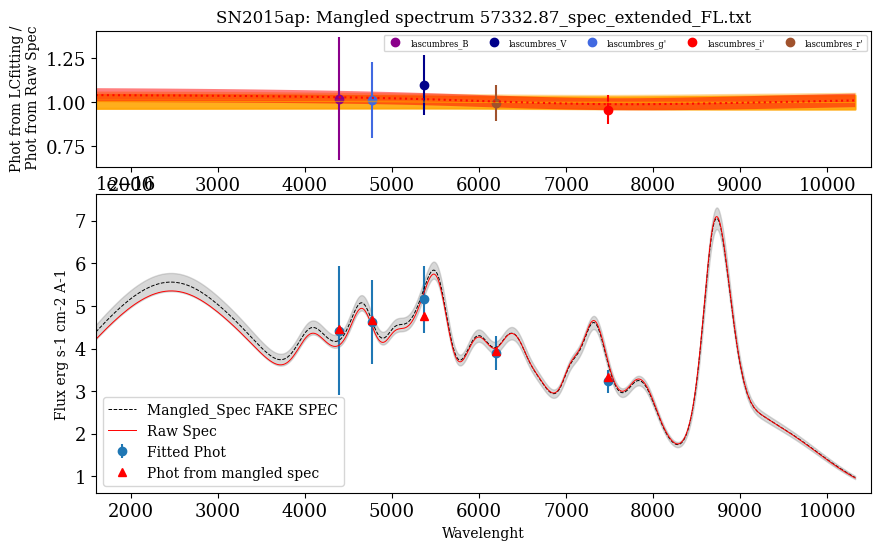 SN2015ap: Mangled spectrum 57332.87_spec_extended_FL.txt
Phot from LCfitting /
Phot from Raw Spec
1.25
1.00
0.75
lascumbres_B lascumbres_V lascumbres_g' lascumbres_i' lascumbres_r'
2000 3000 4000 5000 6000 7000 8000 9000 10000
1e−16
Flux erg s-1 cm-2 A-1
7
6
5
4
3
2
1
Mangled_Spec FAKE SPEC
Raw Spec
Fitted Phot
Phot from mangled spec
2000 3000 4000 5000 6000 7000 8000 9000 10000
Wavelenght